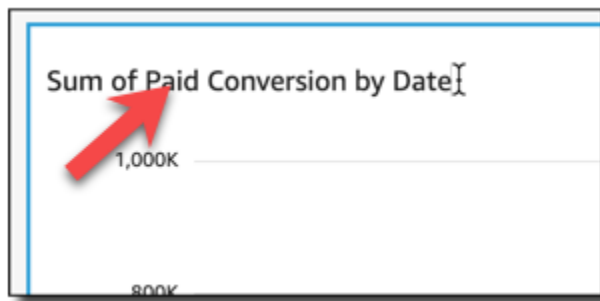 Sum of Paid Conversion by Date
1,000K
800K